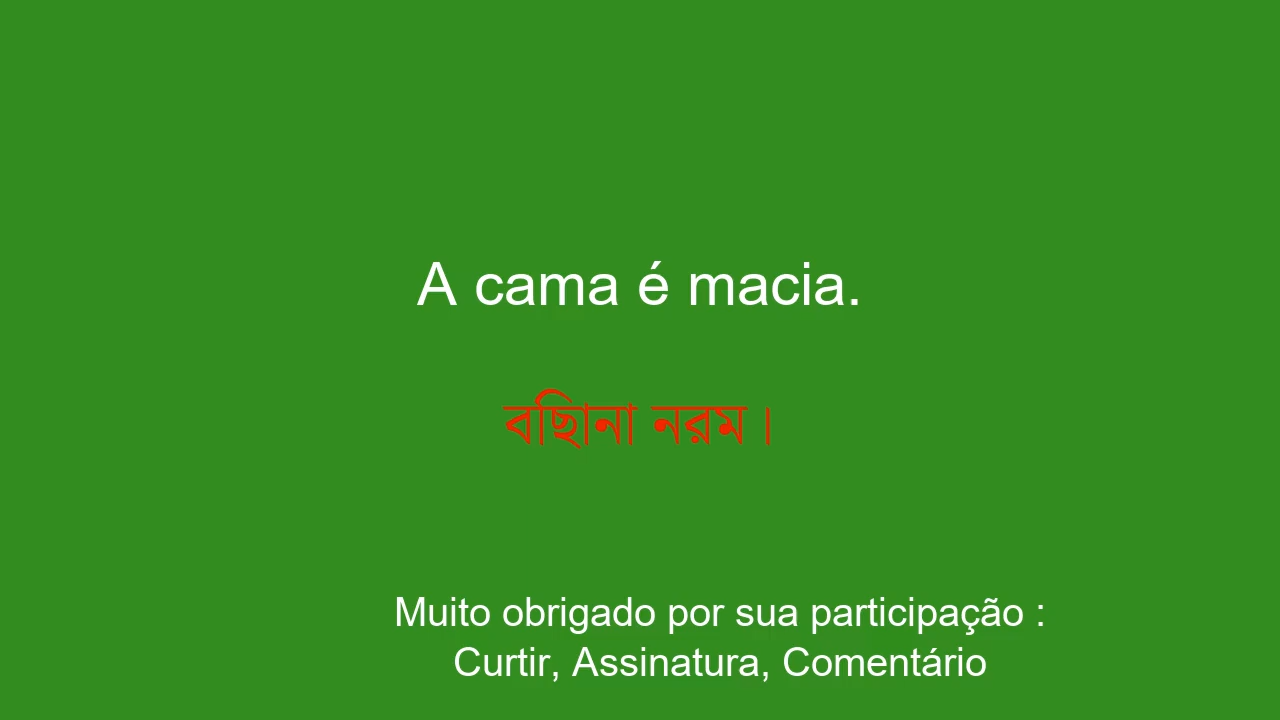 A cama é macia.
বিছানা নরম।
Muito obrigado por sua participação :
Curtir, Assinatura, Comentário